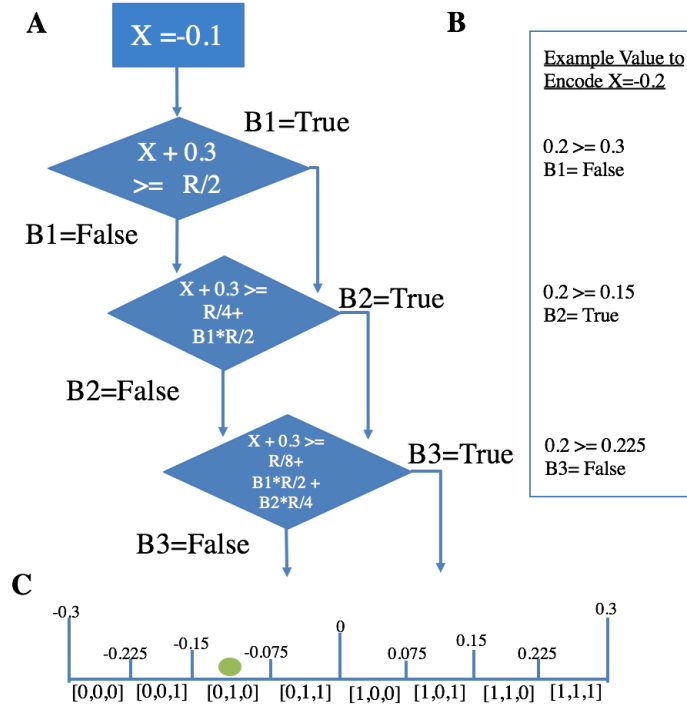 A
X =-0.1
B1=True
X + 0.3
>= R/2
B1=False
X + 0.3 >=
R/4+
B1*R/2
B2=True
B2=False
X + 0.3 >=
R/8+
B1*R/2 +
B2*R/4
B3=True
B3=False
B
Example Value to
Encode X=-0.2
0.2 >= 0.3
B1= False
0.2 >= 0.15
B2= True
0.2 >= 0.225
B3= False
C
-0.3
-0.225
-0.15
-0.075
0
0.075
0.15
0.225
0.3
[0,0,0] [0,0,1] [0,1,0] [0,1,1] [1,0,0] [1,0,1] [1,1,0] [1,1,1]